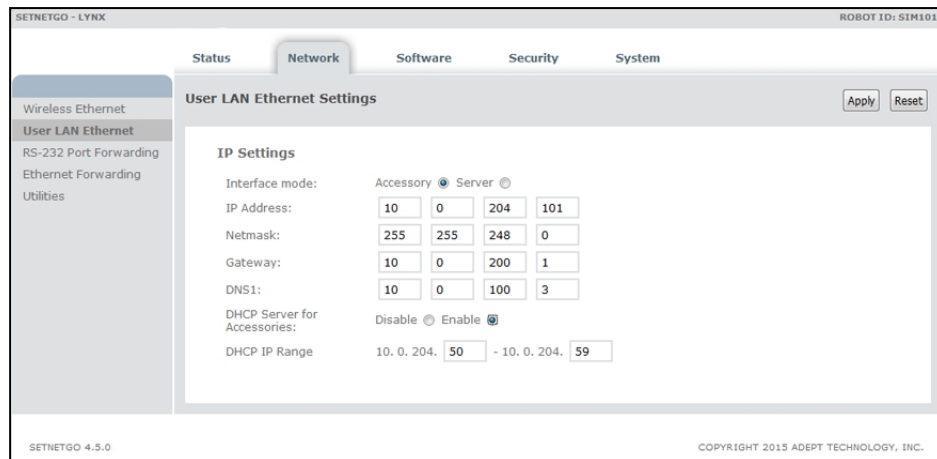 SETNETGO - LYNX ROBOT ID: SIM101
Status Network Software Security System
User LAN Ethernet Settings Apply Reset
Wireless Ethernet
User LAN Ethernet
RS-232 Port Forwarding
Ethernet Forwarding
Utilities
IP Settings
Interface mode: Accessory Server
IP Address: 10 0 204 101
Netmask: 255 255 248 0
Gateway: 10 0 200 1
DNS1: 10 0 100 3
DHCP Server for
Accessories: Disable Enable
DHCP IP Range 10. 0. 204. 50 - 10. 0. 204. 59
SETNETGO 4.5.0 COPYRIGHT 2015 ADEPT TECHNOLOGY, INC.